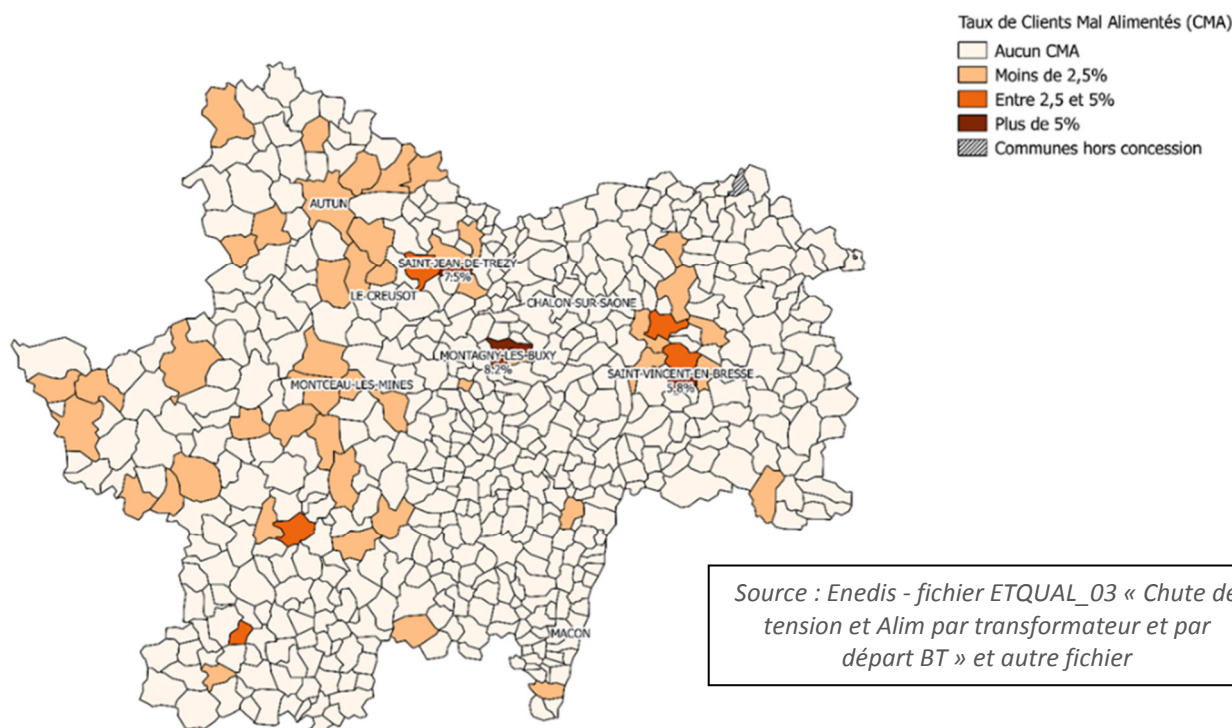 Taux de Clients Mal Alimentés (CMA)
Aucun CMA
Moins de 2,5%
Entre 2,5 et 5%
Plus de 5%
Communes hors concession
AUTUN
SAINT-JEAN-DE-TREZY
7.5%
LE-CREUSOT
CHALON-SUR-SAONE
MONTAGNY-LES-BUXY
8.2%
SAINT-VINCENT-EN-BRESSE
5.8%
MONTCEAU-LES-MINES
MACON
Source : Enedis - fichier ETQUAL_03 « Chute de
tension et Alim par transformateur et par
départ BT » et autre fichier